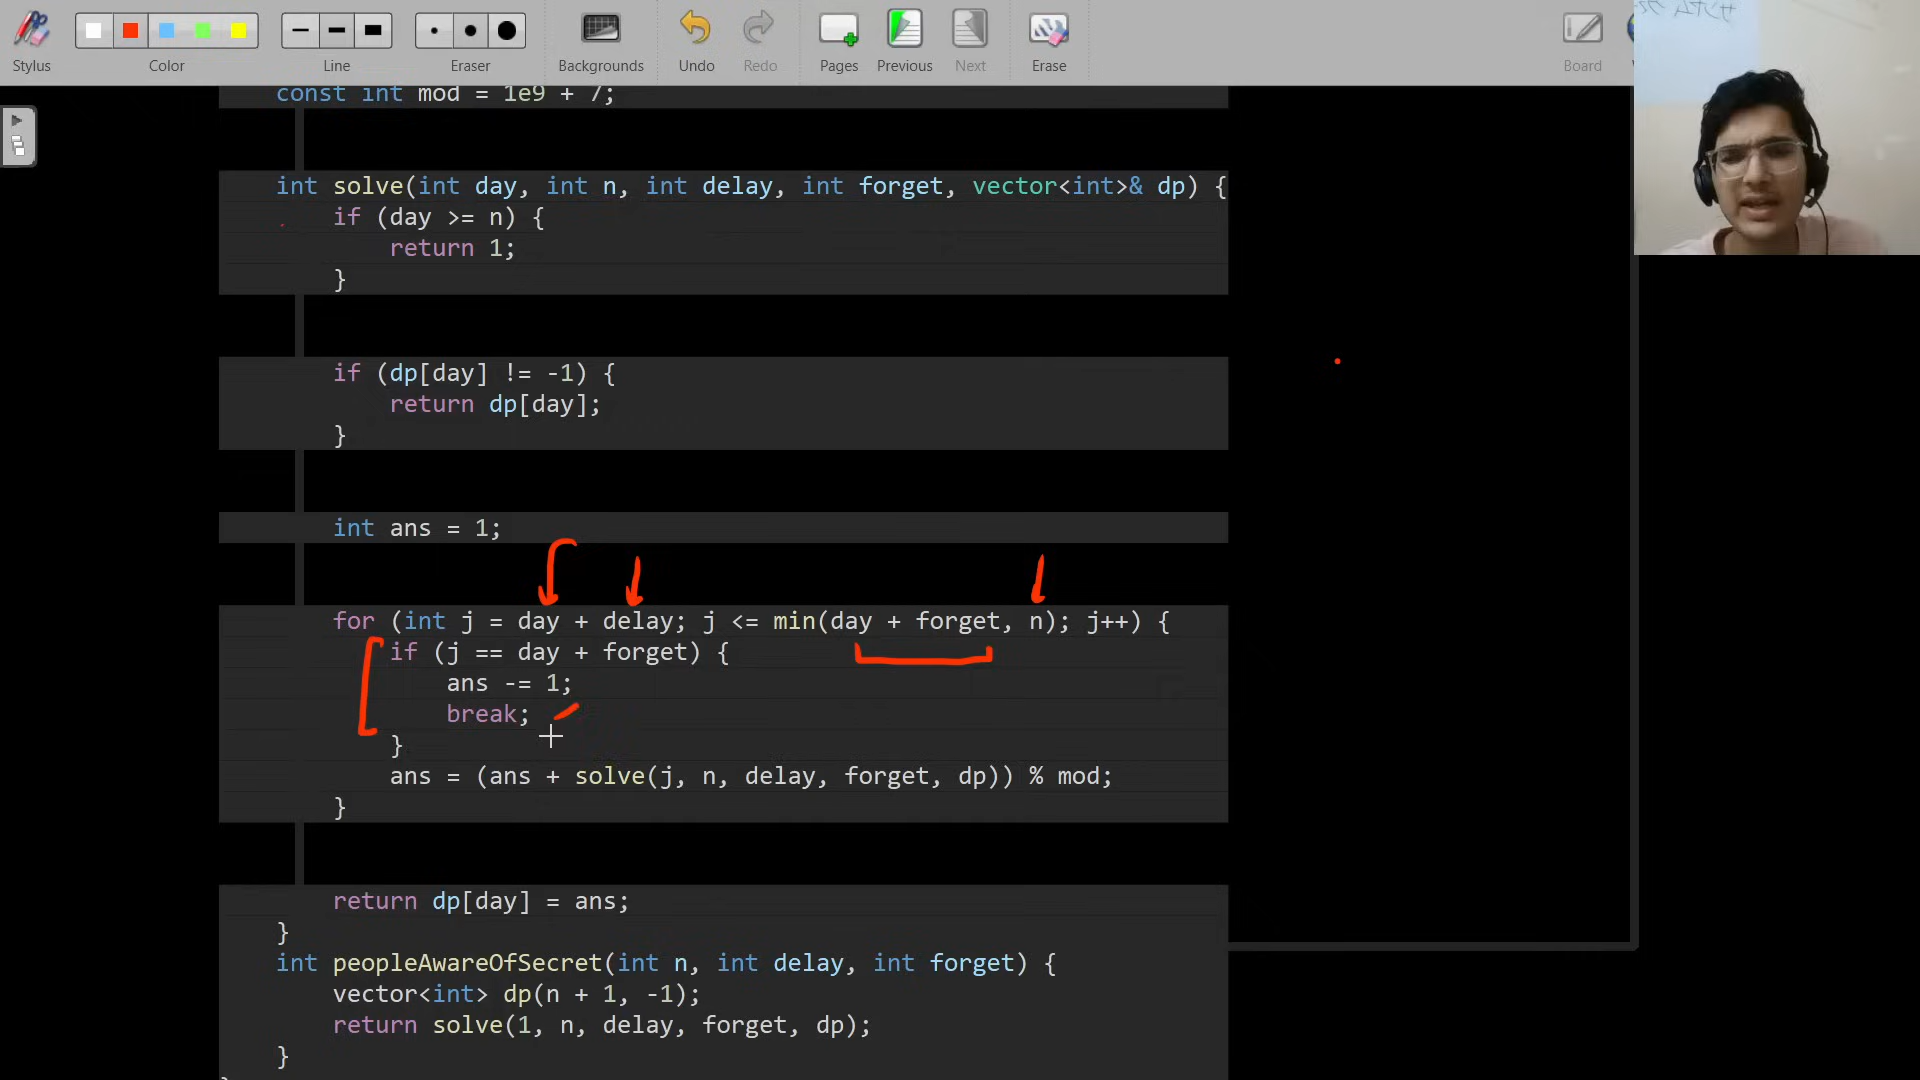 Stylus
Color
Line
Eraser
Backgrounds
Undo
Redo
Pages
Previous
Next
Erase
Board
const int mod = 1e9 + 7;
int solve(int day, int n, int delay, int forget, vector<int>& dp) {
if (day >= n) {
return 1;
}
if (dp[day] != -1) {
return dp[day];
}
int ans = 1;
for (int j = day + delay; j <= min(day + forget, n); j++) {
if (j == day + forget) {
ans -= 1;
break;
}
ans = (ans + solve(j, n, delay, forget, dp)) % mod;
}
return dp[day] = ans;
}
int peopleAwareOfSecret(int n, int delay, int forget) {
vector<int> dp(n + 1, -1);
return solve(1, n, delay, forget, dp);
}